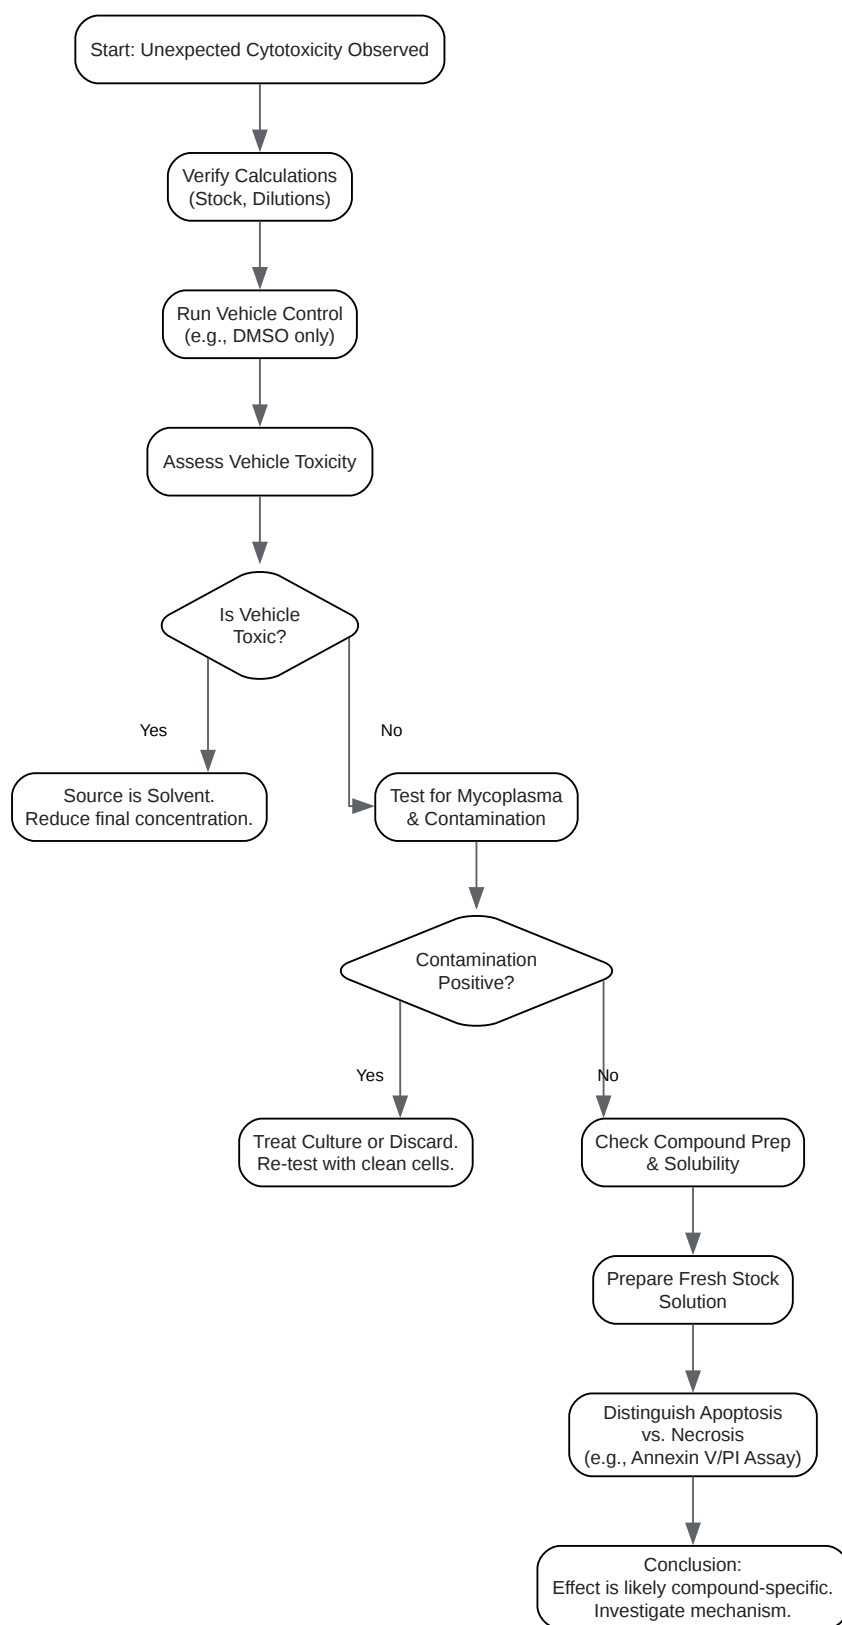 Start: Unexpected Cytotoxicity Observed
Verify Calculations
(Stock, Dilutions)
Run Vehicle Control
(e.g., DMSO only)
Assess Vehicle Toxicity
Is Vehicle
Toxic?
Yes
No
Source is Solvent.
Reduce final concentration.
Test for Mycoplasma
& Contamination
Contamination
Positive?
Yes
No
Treat Culture or Discard.
Re-test with clean cells.
Check Compound Prep
& Solubility
Prepare Fresh Stock
Solution
Distinguish Apoptosis
vs. Necrosis
(e.g., Annexin V/PI Assay)
Conclusion:
Effect is likely compound-specific.
Investigate mechanism.